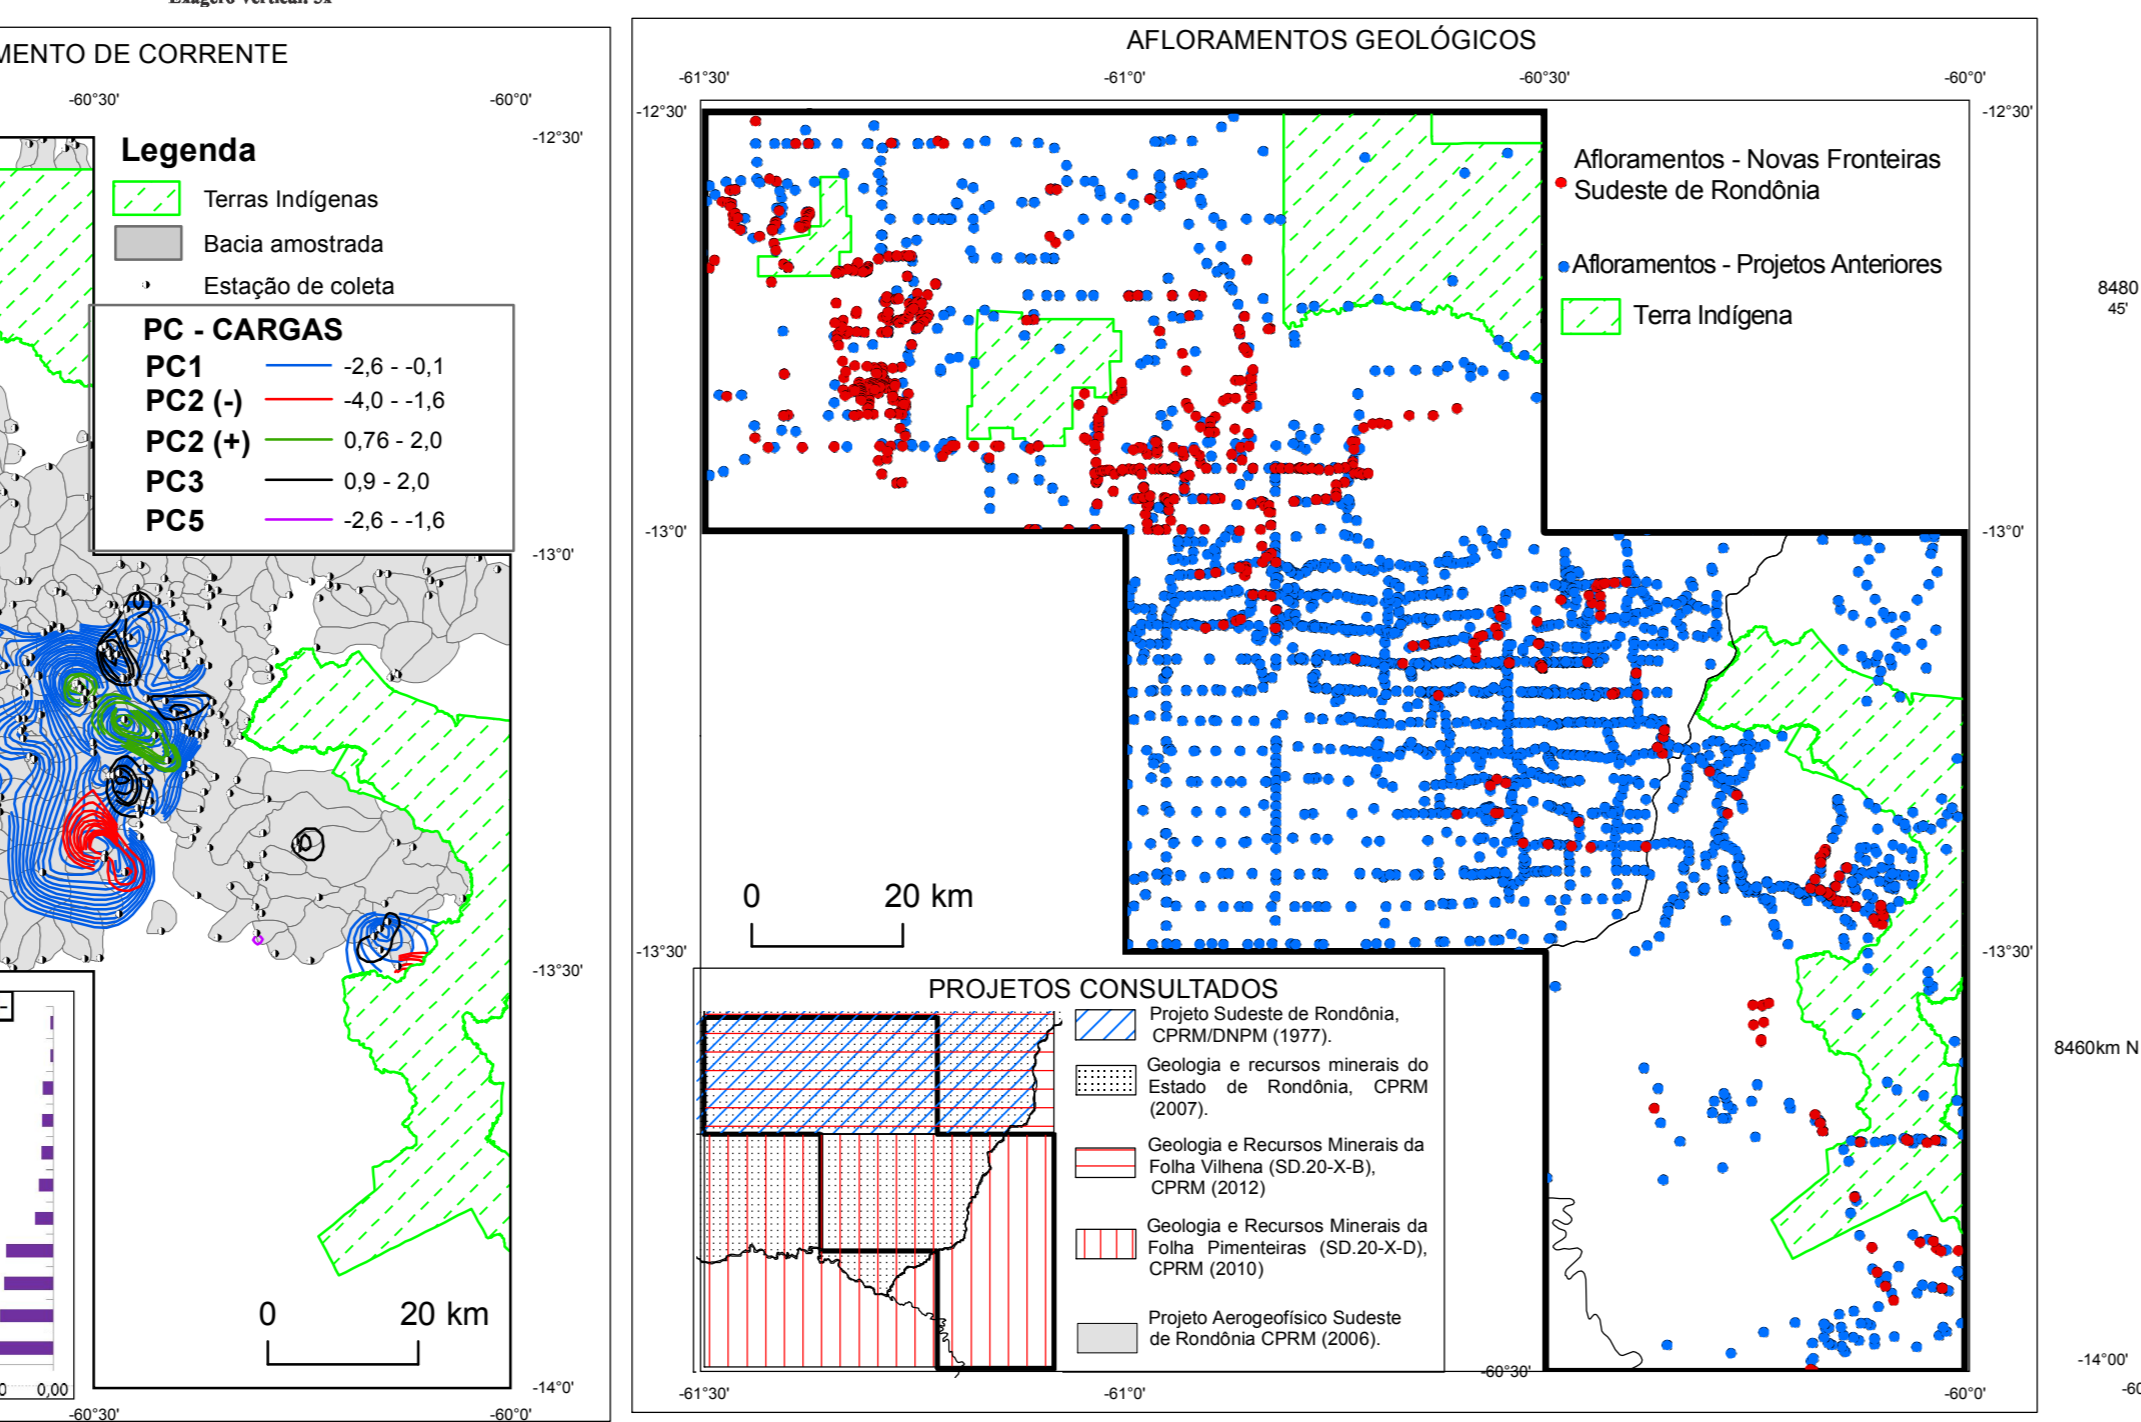 Exagero vertical: 5x
MENTO DE CORRENTE
-60°30'
-60°0'
-12°30'
Legenda
Terras Indígenas
Bacia amostrada
Estação de coleta
PC - CARGAS
PC1 -2,6 - -0,1
PC2 (-) -4,0 - -1,6
PC2 (+) 0,76 - 2,0
PC3 0,9 - 2,0
PC5 -2,6 - -1,6
-13°0'
-13°30'
0 20 km
0,00
-14°0'
-60°30'
-60°0'
AFLORAMENTOS GEOLÓGICOS
-61°30'
-61°0'
-60°30'
-60°0'
-12°30'
-12°30'
Afloramentos - Novas Fronteiras
Sudeste de Rondônia
Afloramentos - Projetos Anteriores
Terra Indígena
-13°0'
-13°0'
0 20 km
-13°30'
-13°30'
PROJETOS CONSULTADOS
Projeto Sudeste de Rondônia,
CPRM/DNPM (1977).
Geologia e recursos minerais do
Estado de Rondônia, CPRM
(2007).
Geologia e Recursos Minerais da
Folha Vilhena (SD.20-X-B),
CPRM (2012)
Geologia e Recursos Minerais da
Folha Pimenteiras (SD.20-X-D),
CPRM (2010)
Projeto Aerogeofísico Sudeste
de Rondônia CPRM (2006).
-60°30'
-61°30'
-61°0'
-60°0'
8480
45'
8460km N
-14°00'